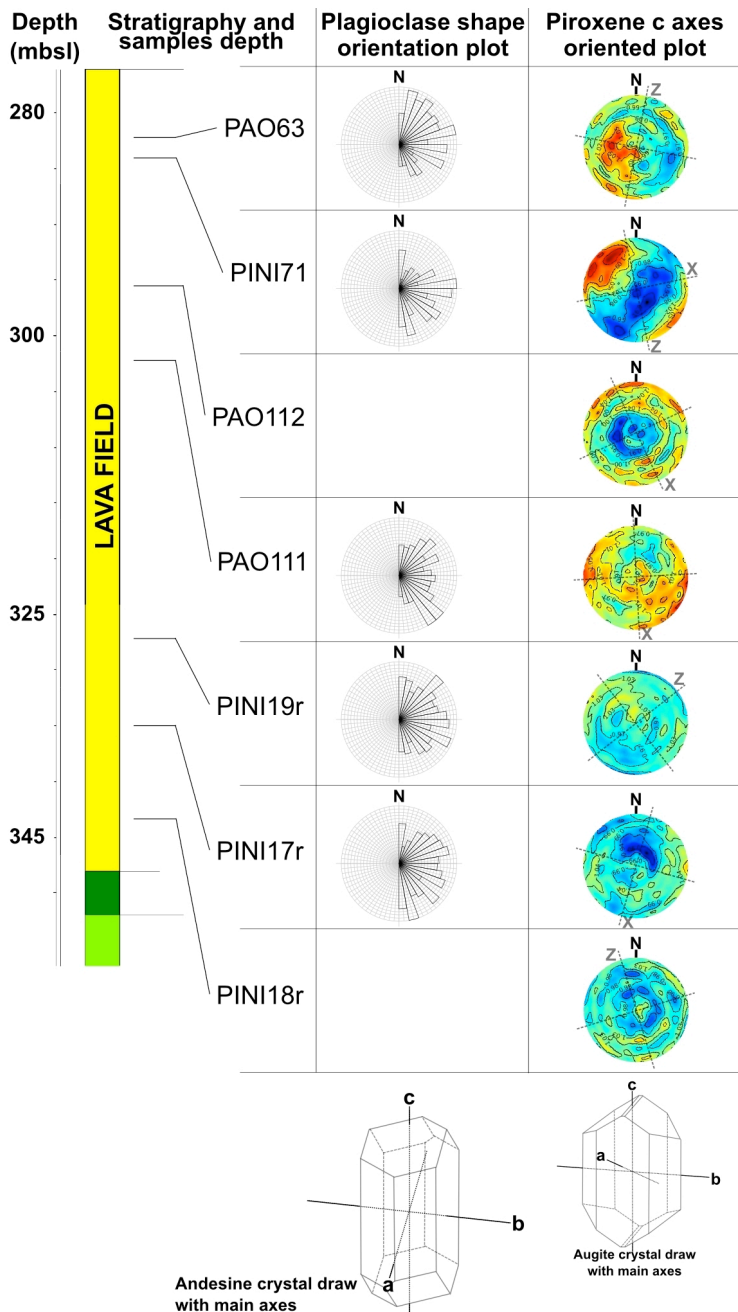 Depth
(mbsl)
Stratigraphy and
samples depth
Plagioclase shape
orientation plot
Piroxene c axes
oriented plot
280
300
325
345
LAVA FIELD
PAO63
N
N
Z
PINI71
N
N
X
Z
PAO112
N
X
PAO111
N
N
X
PINI19r
N
N
Z
PINI17r
N
N
X
PINI18r
N
Z
c
b
a
Andesine crystal draw
with main axes
c
a
b
Augite crystal draw
with main axes